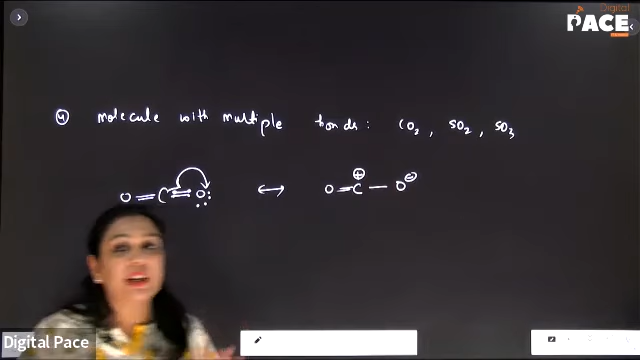 Digital
PACE
④ molecule with multiple bonds: CO₂, SO₂, SO₃
O=C=O: ↔ O=C⊕—O⊖
Digital Pace